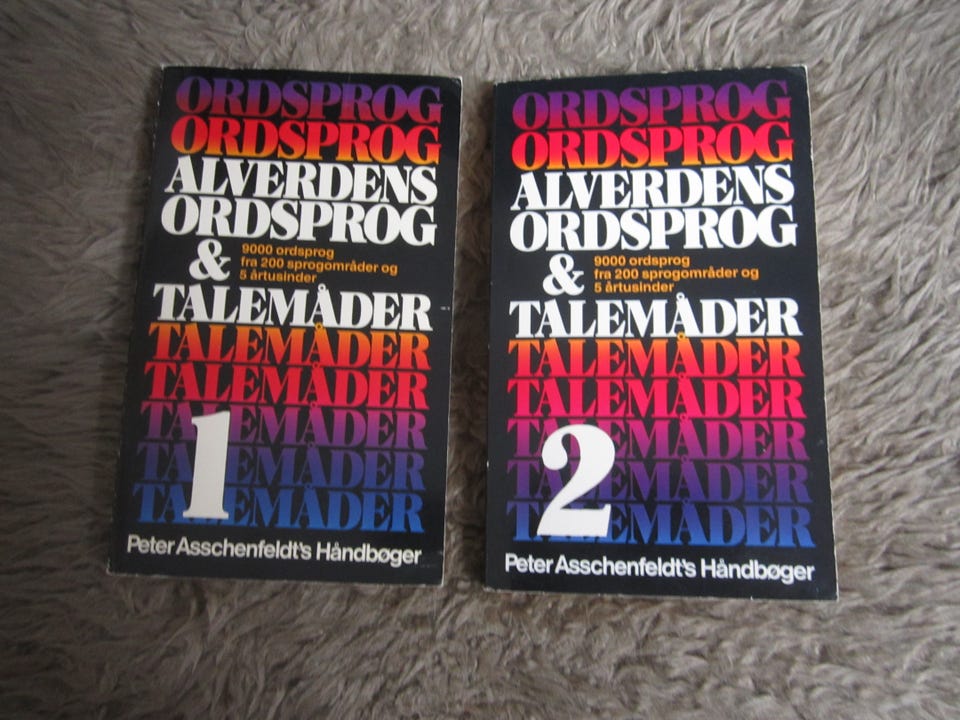 ORDSPROG
ORDSPROG
ALVERDENS
ORDSPROG
&
9000 ordsprog
fra 200 sprogområder og
5 årtusinder
TALEMÅDER
TALEMÅDER
TALEMÅDER
TALEMÅDER
TALEMÅDER
TALEMÅDER
1
Peter Asschenfeldt's Håndbøger
ORDSPROG
ORDSPROG
ALVERDENS
ORDSPROG
&
9000 ordsprog
fra 200 sprogområder og
5 årtusinder
TALEMÅDER
TALEMÅDER
TALEMÅDER
TALEMÅDER
TALEMÅDER
TALEMÅDER
2
Peter Asschenfeldt's Håndbøger